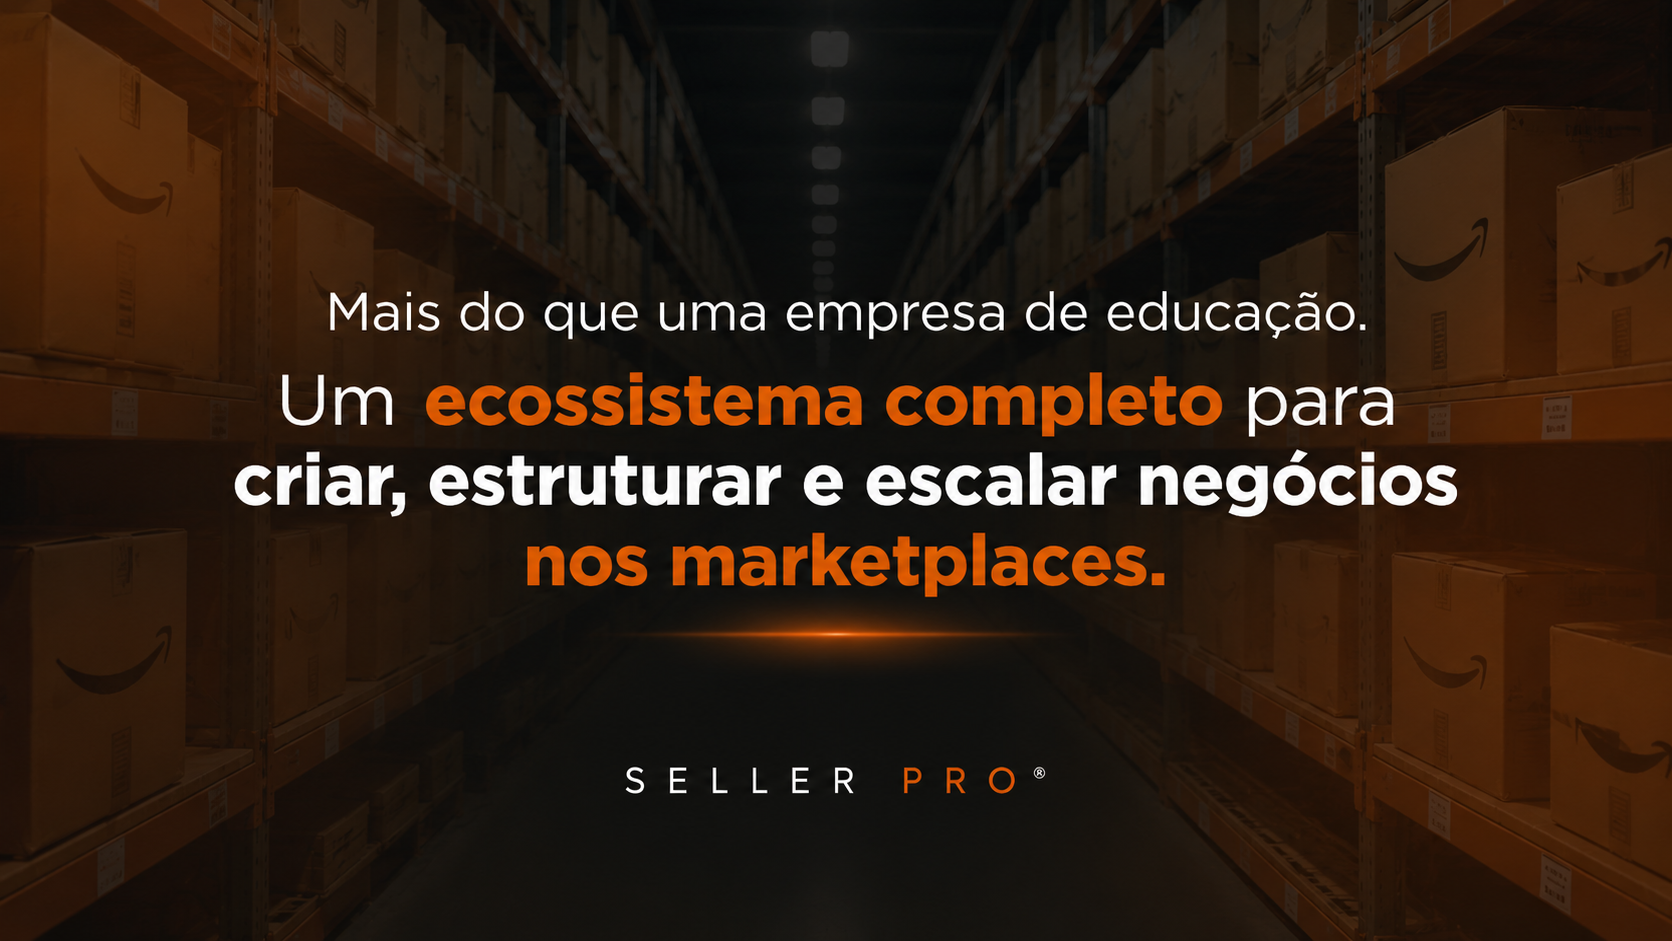 Mais do que uma empresa de educação.
Um ecossistema completo para
criar, estruturar e escalar negócios
nos marketplaces.
SELLER PRO®